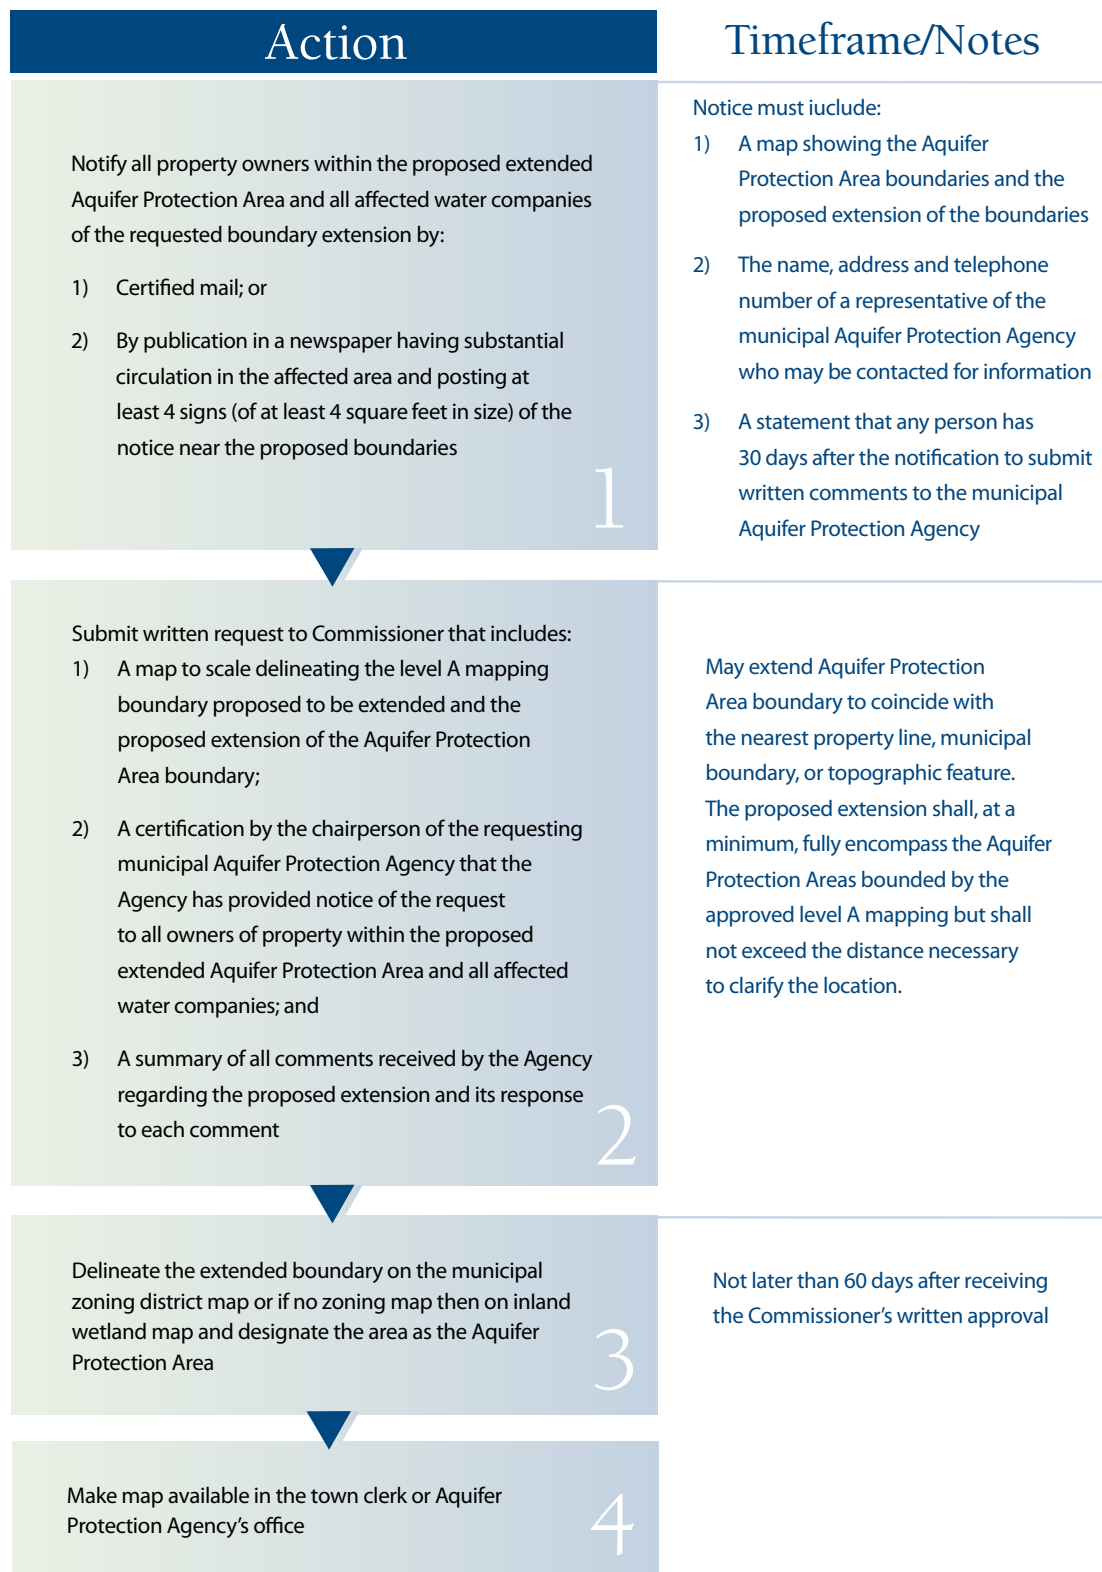 Action
Timeframe/Notes
Notify all property owners within the proposed extended
Aquifer Protection Area and all affected water companies
of the requested boundary extension by:
1) Certified mail; or
2) By publication in a newspaper having substantial
circulation in the affected area and posting at
least 4 signs (of at least 4 square feet in size) of the
notice near the proposed boundaries
1
Notice must iuclude:
1) A map showing the Aquifer
Protection Area boundaries and the
proposed extension of the boundaries
2) The name, address and telephone
number of a representative of the
municipal Aquifer Protection Agency
who may be contacted for information
3) A statement that any person has
30 days after the notification to submit
written comments to the municipal
Aquifer Protection Agency
Submit written request to Commissioner that includes:
1) A map to scale delineating the level A mapping
boundary proposed to be extended and the
proposed extension of the Aquifer Protection
Area boundary;
2) A certification by the chairperson of the requesting
municipal Aquifer Protection Agency that the
Agency has provided notice of the request
to all owners of property within the proposed
extended Aquifer Protection Area and all affected
water companies; and
3) A summary of all comments received by the Agency
regarding the proposed extension and its response
to each comment
2
May extend Aquifer Protection
Area boundary to coincide with
the nearest property line, municipal
boundary, or topographic feature.
The proposed extension shall, at a
minimum, fully encompass the Aquifer
Protection Areas bounded by the
approved level A mapping but shall
not exceed the distance necessary
to clarify the location.
Delineate the extended boundary on the municipal
zoning district map or if no zoning map then on inland
wetland map and designate the area as the Aquifer
Protection Area
3
Not later than 60 days after receiving
the Commissioner's written approval
Make map available in the town clerk or Aquifer
Protection Agency's office
4